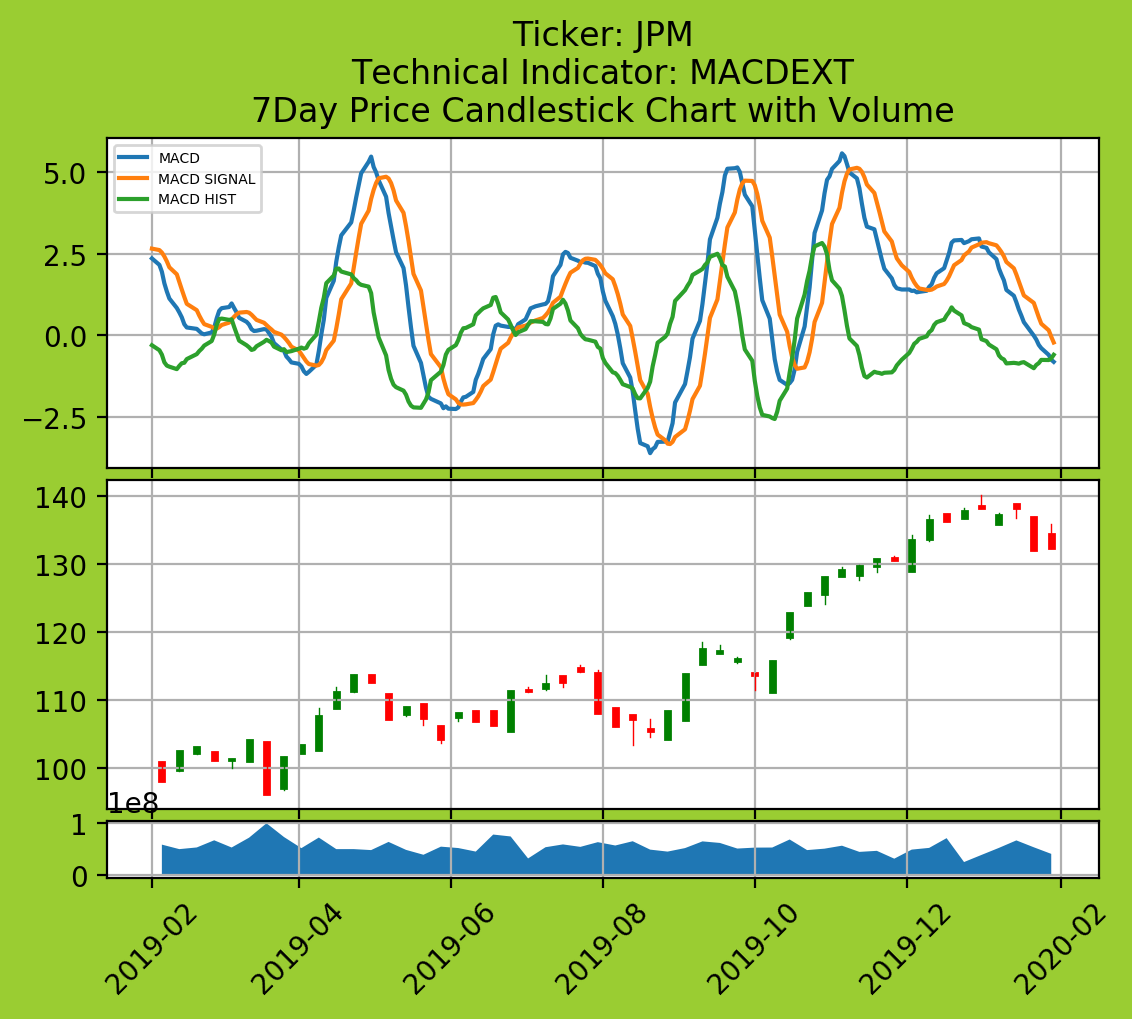 Ticker: JPM
Technical Indicator: MACDEXT
7Day Price Candlestick Chart with Volume
MACD
MACD SIGNAL
MACD HIST
5.0
2.5
0.0
−2.5
140
130
120
110
100
1e8
1
0
2019-02
2019-04
2019-06
2019-08
2019-10
2019-12
2020-02